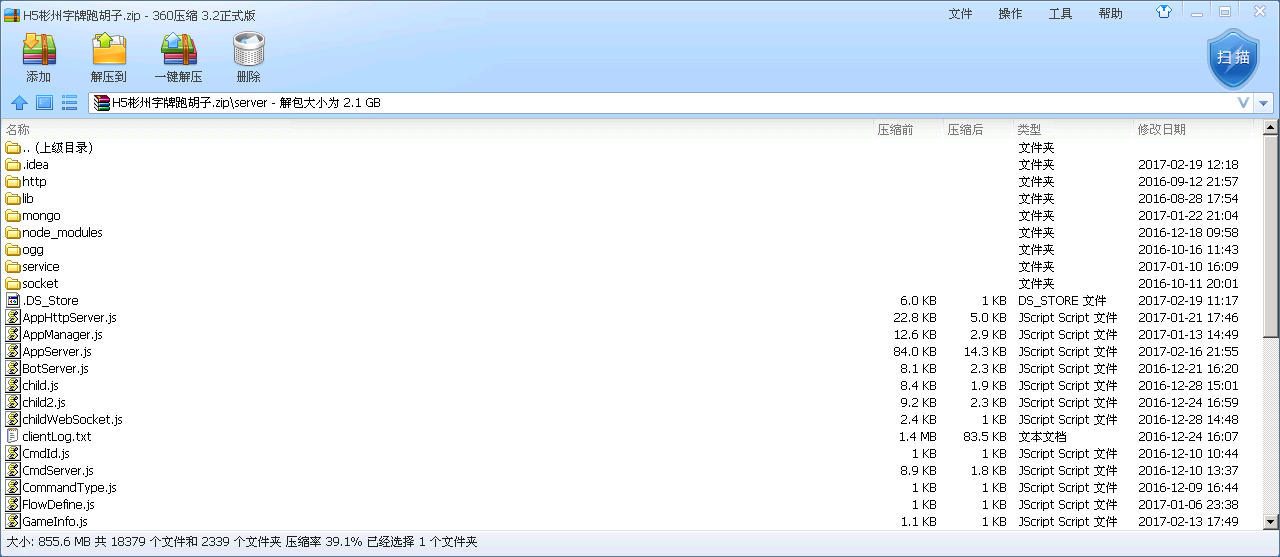 H5彬州字牌跑胡子.zip - 360压缩 3.2正式版 文件 操作 工具 帮助
添加 解压到 一键解压 删除 扫描
H5彬州字牌跑胡子.zip\server - 解包大小为 2.1 GB
名称 压缩前 压缩后 类型 修改日期
..（上级目录） 文件夹
.idea 文件夹 2017-02-19 12:18
http 文件夹 2016-09-12 21:57
lib 文件夹 2016-08-28 17:54
mongo 文件夹 2017-01-22 21:04
node_modules 文件夹 2016-12-18 09:58
ogg 文件夹 2016-10-16 11:43
service 文件夹 2017-01-10 16:09
socket 文件夹 2016-10-11 20:01
.DS_Store 6.0 KB 1 KB DS_STORE 文件 2017-02-19 11:17
AppHttpServer.js 22.8 KB 5.0 KB JScript Script 文件 2017-01-21 17:46
AppManager.js 12.6 KB 2.9 KB JScript Script 文件 2017-01-13 14:49
AppServer.js 84.0 KB 14.3 KB JScript Script 文件 2017-02-16 21:55
BotServer.js 8.1 KB 2.3 KB JScript Script 文件 2016-12-21 16:20
child.js 8.4 KB 1.9 KB JScript Script 文件 2016-12-28 15:01
child2.js 9.2 KB 2.3 KB JScript Script 文件 2016-12-24 16:59
childWebSocket.js 2.4 KB 1 KB JScript Script 文件 2016-12-28 14:48
clientLog.txt 1.4 MB 83.5 KB 文本文档 2016-12-24 16:07
CmdId.js 1 KB 1 KB JScript Script 文件 2016-12-10 10:44
CmdServer.js 8.9 KB 1.8 KB JScript Script 文件 2016-12-10 13:37
CommandType.js 1 KB 1 KB JScript Script 文件 2016-12-09 16:44
FlowDefine.js 1 KB 1 KB JScript Script 文件 2017-01-06 23:38
GameInfo.js 1.1 KB 1 KB JScript Script 文件 2017-02-13 17:49
大小: 855.6 MB 共 18379 个文件和 2339 个文件夹 压缩率 39.1% 已经选择 1 个文件夹